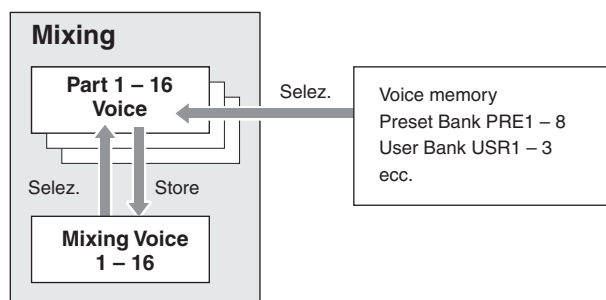 Mixing
Part 1 – 16
Voice
Selez.
Voice memory
Preset Bank PRE1 – 8
User Bank USR1 – 3
ecc.
Selez.
Store
Mixing Voice
1 – 16